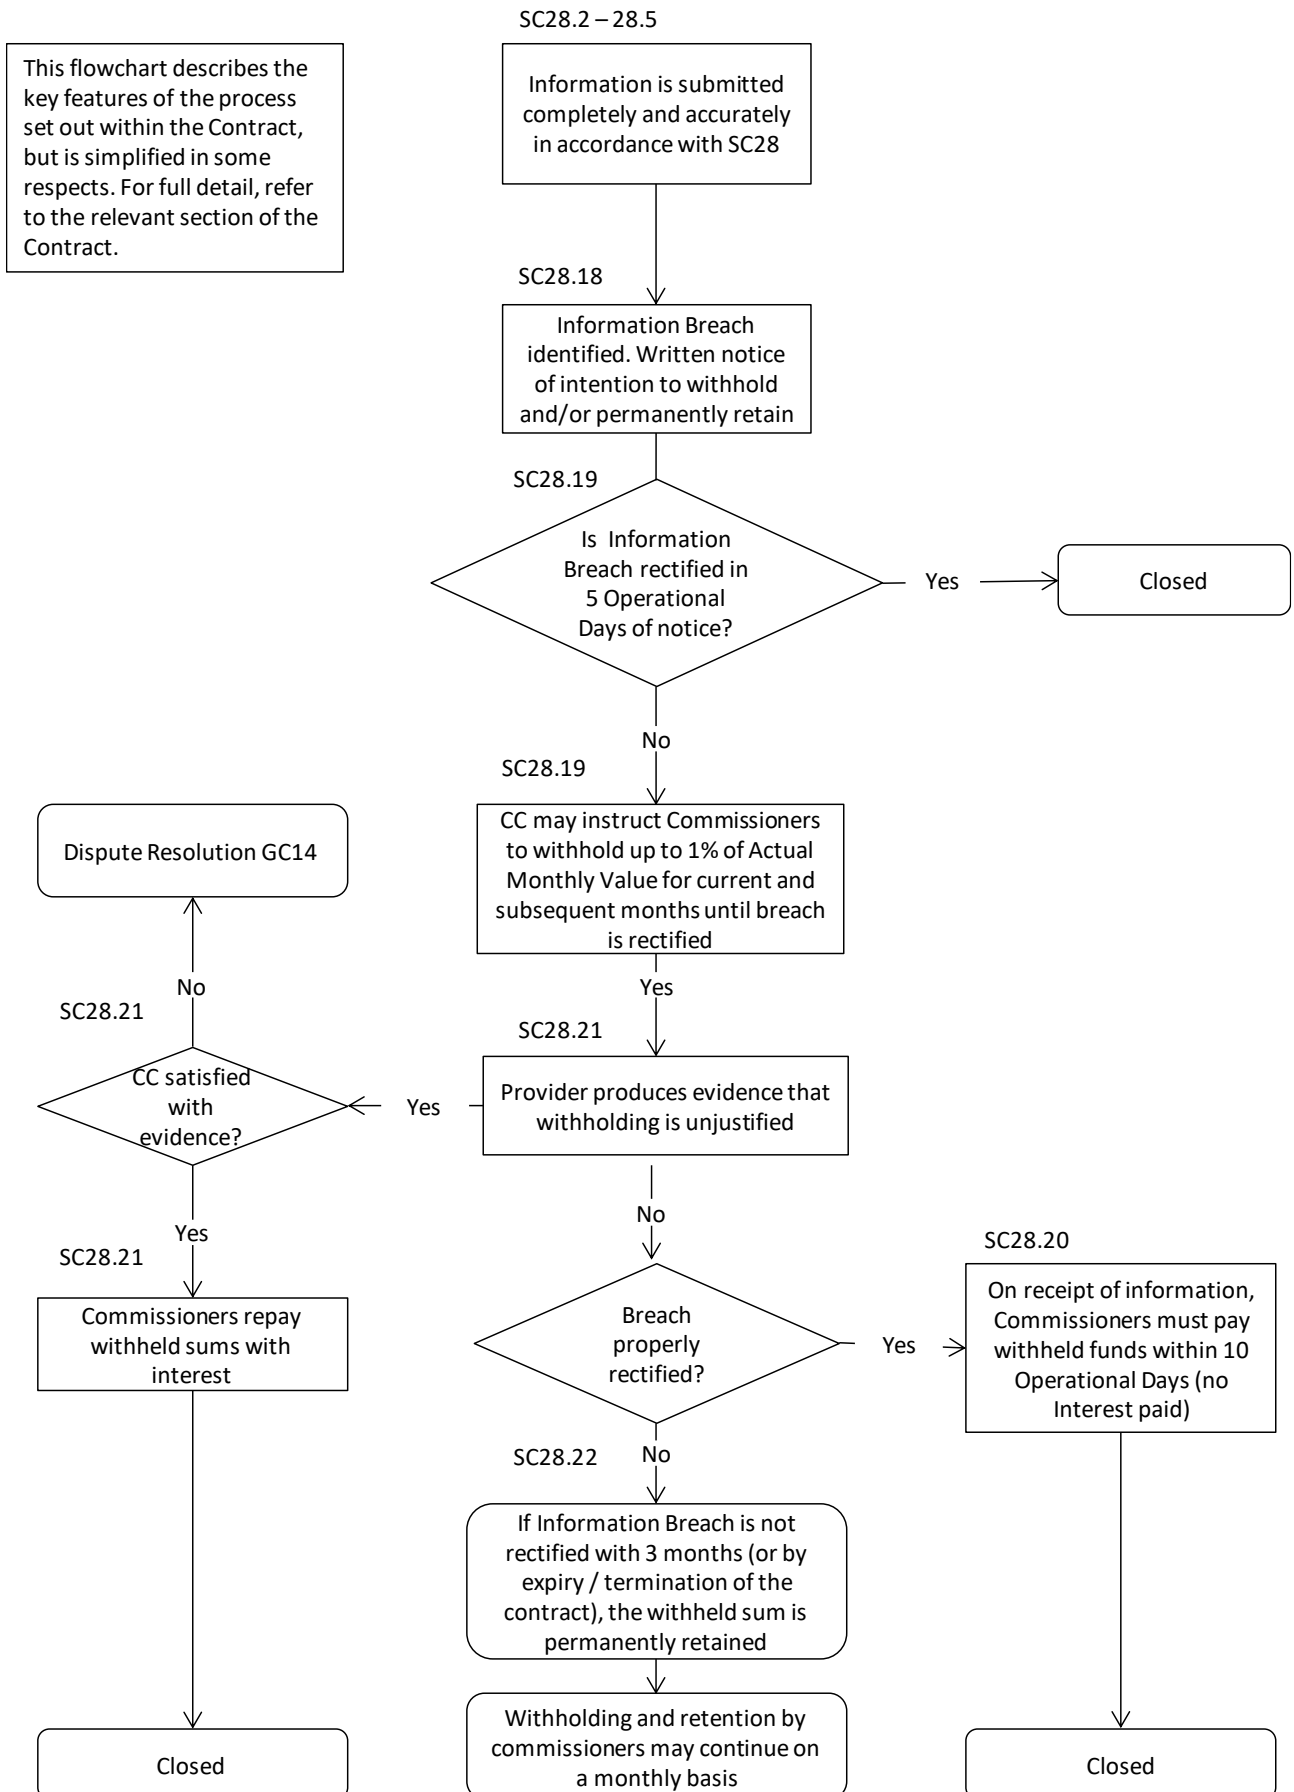 SC28.2 – 28.5
This flowchart describes the
key features of the process
set out within the Contract,
but is simplified in some
respects. For full detail, refer
to the relevant section of the
Contract.
Information is submitted
completely and accurately
in accordance with SC28
SC28.18
Information Breach
identified. Written notice
of intention to withhold
and/or permanently retain
SC28.19
Is Information
Breach rectified in
5 Operational
Days of notice?
Yes
Closed
No
SC28.19
CC may instruct Commissioners
to withhold up to 1% of Actual
Monthly Value for current and
subsequent months until breach
is rectified
Dispute Resolution GC14
No
Yes
SC28.21
SC28.21
CC satisfied
with
evidence?
Yes
Provider produces evidence that
withholding is unjustified
Yes
No
SC28.21
Commissioners repay
withheld sums with
interest
Breach
properly
rectified?
Yes
SC28.20
On receipt of information,
Commissioners must pay
withheld funds within 10
Operational Days (no
Interest paid)
SC28.22
No
If Information Breach is not
rectified with 3 months (or by
expiry / termination of the
contract), the withheld sum is
permanently retained
Withholding and retention by
commissioners may continue on
a monthly basis
Closed
Closed